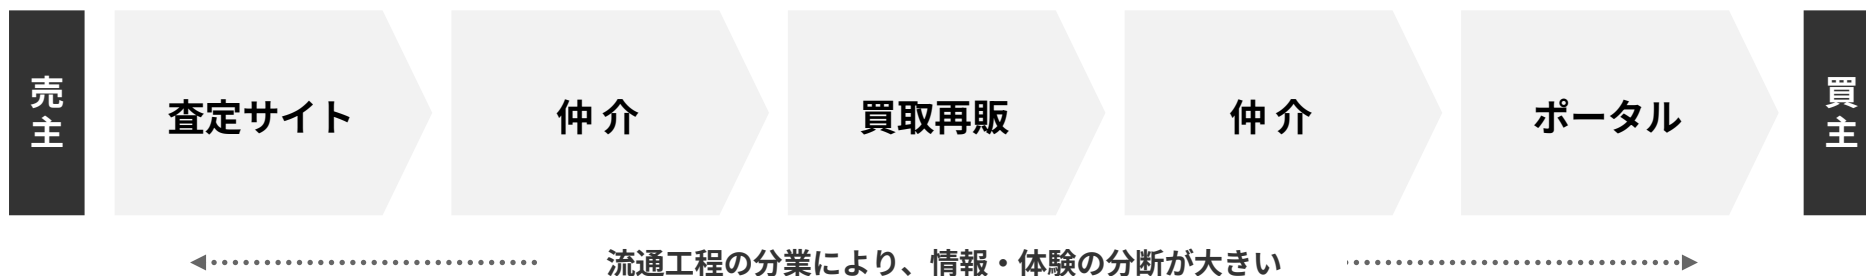 売主
査定サイト
仲 介
買取再販
仲 介
ポータル
買主
流通工程の分業により、情報・体験の分断が大きい